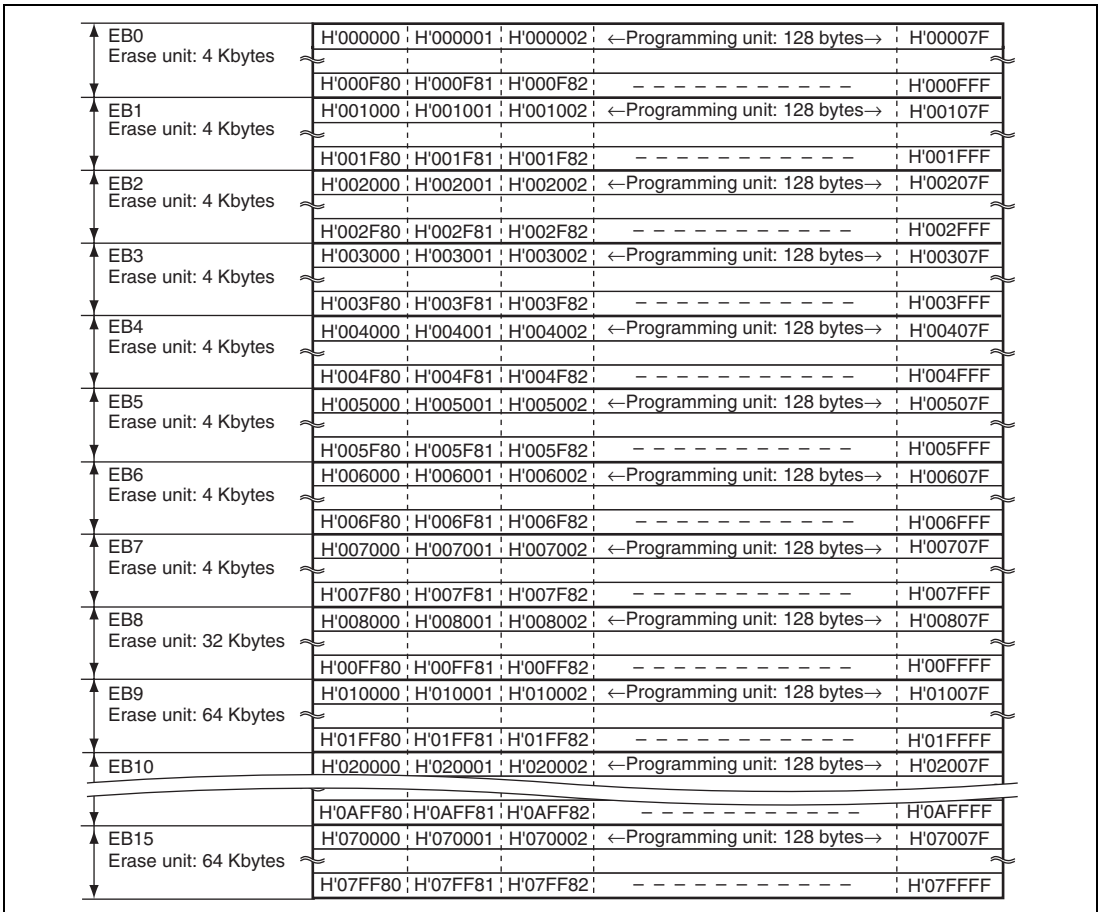 EB0 H'000000 H'000001 H'000002 ←Programming unit: 128 bytes→ H'00007F
Erase unit: 4 Kbytes
H'000F80 H'000F81 H'000F82 – – – – – – – – – – – H'000FFF
EB1 H'001000 H'001001 H'001002 ←Programming unit: 128 bytes→ H'00107F
Erase unit: 4 Kbytes
H'001F80 H'001F81 H'001F82 – – – – – – – – – – – H'001FFF
EB2 H'002000 H'002001 H'002002 ←Programming unit: 128 bytes→ H'00207F
Erase unit: 4 Kbytes
H'002F80 H'002F81 H'002F82 – – – – – – – – – – – H'002FFF
EB3 H'003000 H'003001 H'003002 ←Programming unit: 128 bytes→ H'00307F
Erase unit: 4 Kbytes
H'003F80 H'003F81 H'003F82 – – – – – – – – – – – H'003FFF
EB4 H'004000 H'004001 H'004002 ←Programming unit: 128 bytes→ H'00407F
Erase unit: 4 Kbytes
H'004F80 H'004F81 H'004F82 – – – – – – – – – – – H'004FFF
EB5 H'005000 H'005001 H'005002 ←Programming unit: 128 bytes→ H'00507F
Erase unit: 4 Kbytes
H'005F80 H'005F81 H'005F82 – – – – – – – – – – – H'005FFF
EB6 H'006000 H'006001 H'006002 ←Programming unit: 128 bytes→ H'00607F
Erase unit: 4 Kbytes
H'006F80 H'006F81 H'006F82 – – – – – – – – – – – H'006FFF
EB7 H'007000 H'007001 H'007002 ←Programming unit: 128 bytes→ H'00707F
Erase unit: 4 Kbytes
H'007F80 H'007F81 H'007F82 – – – – – – – – – – – H'007FFF
EB8 H'008000 H'008001 H'008002 ←Programming unit: 128 bytes→ H'00807F
Erase unit: 32 Kbytes
H'00FF80 H'00FF81 H'00FF82 – – – – – – – – – – – H'00FFFF
EB9 H'010000 H'010001 H'010002 ←Programming unit: 128 bytes→ H'01007F
Erase unit: 64 Kbytes
H'01FF80 H'01FF81 H'01FF82 – – – – – – – – – – – H'01FFFF
EB10 H'020000 H'020001 H'020002 ←Programming unit: 128 bytes→ H'02007F
H'0AFF80 H'0AFF81 H'0AFF82 – – – – – – – – – – – H'0AFFFF
EB15 H'070000 H'070001 H'070002 ←Programming unit: 128 bytes→ H'07007F
Erase unit: 64 Kbytes
H'07FF80 H'07FF81 H'07FF82 – – – – – – – – – – – H'07FFFF